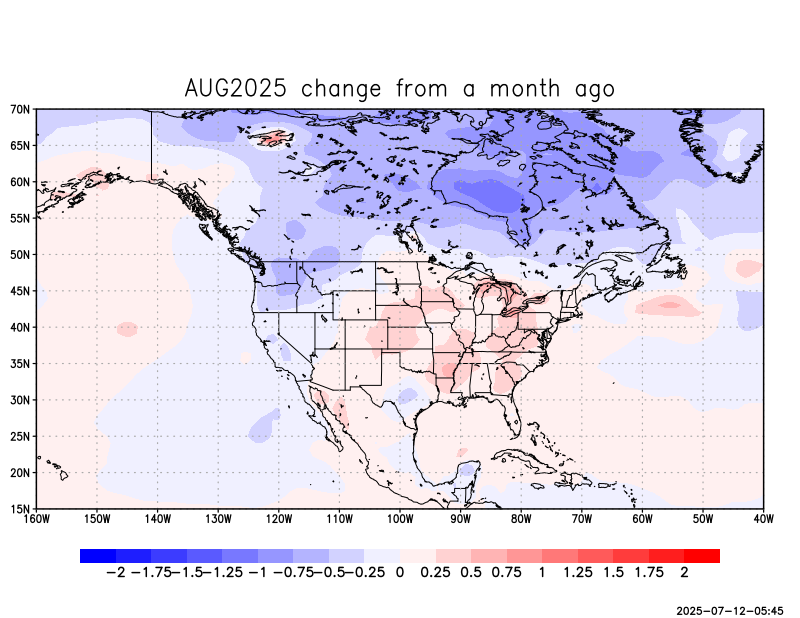 AUG2025 change from a month ago
70N
65N
60N
55N
50N
45N
40N
35N
30N
25N
20N
15N
160W 150W 140W 130W 120W 110W 100W 90W 80W 70W 60W 50W 40W
−2 −1.75 −1.5 −1.25 −1 −0.75 −0.5 −0.25 0 0.25 0.5 0.75 1 1.25 1.5 1.75 2
2025-07-12-05:45